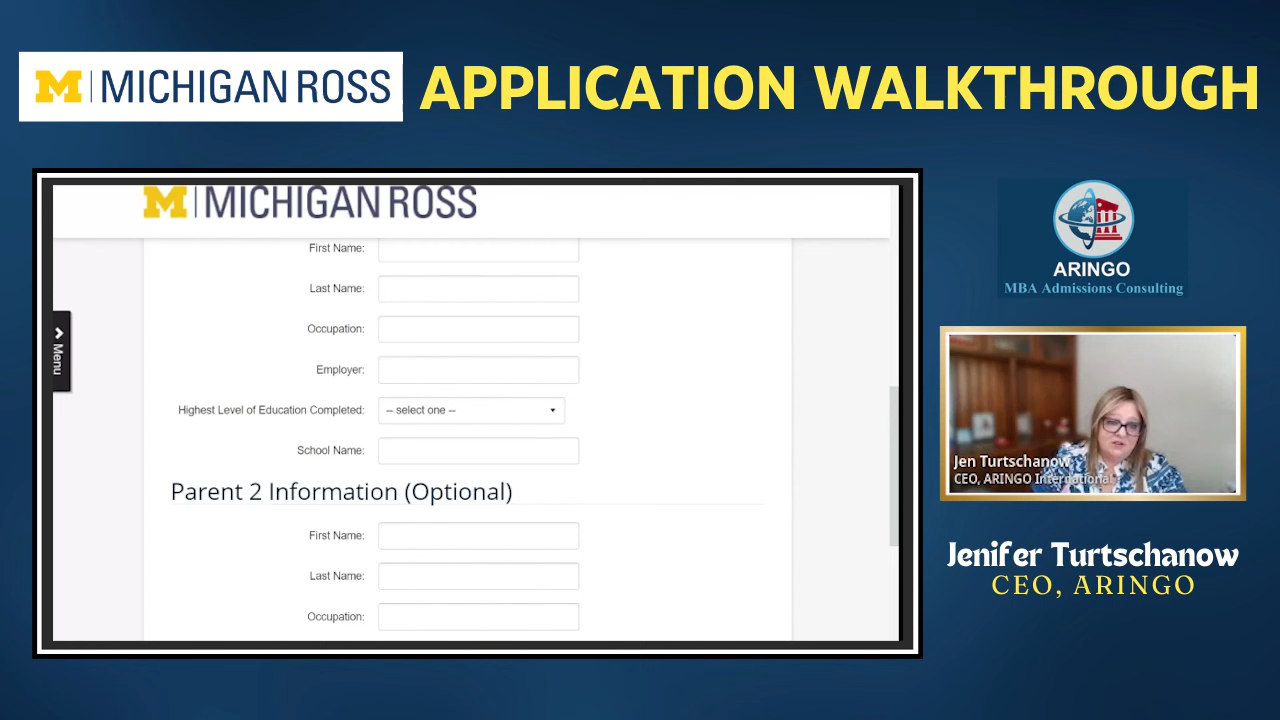 M | MICHIGAN ROSS APPLICATION WALKTHROUGH
M | MICHIGAN ROSS
First Name:
Last Name:
Occupation:
Employer:
Highest Level of Education Completed: -- select one --
School Name:
Parent 2 Information (Optional)
First Name:
Last Name:
Occupation:
Menu
ARINGO
MBA Admissions Consulting
Jen Turtschanow
CEO, ARINGO International
Jenifer Turtschanow
CEO, ARINGO